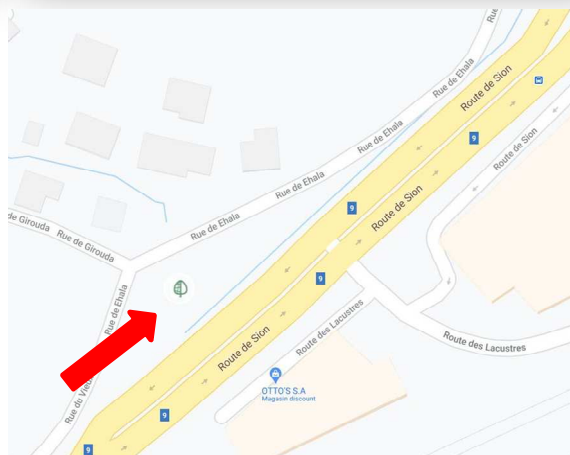 Rue
Rue de Ehala
Route de Sion
Route de Sion
9
Rue de Ehala
Rue de Ehala
9
Route de Sion
de Girouda
Rue de Girouda
Rue de Ehala
9
Rue de Ehala
Route des Lacustres
Route des Lacustres
Route de Sion
OTTO'S S.A
Magasin discount
9
9